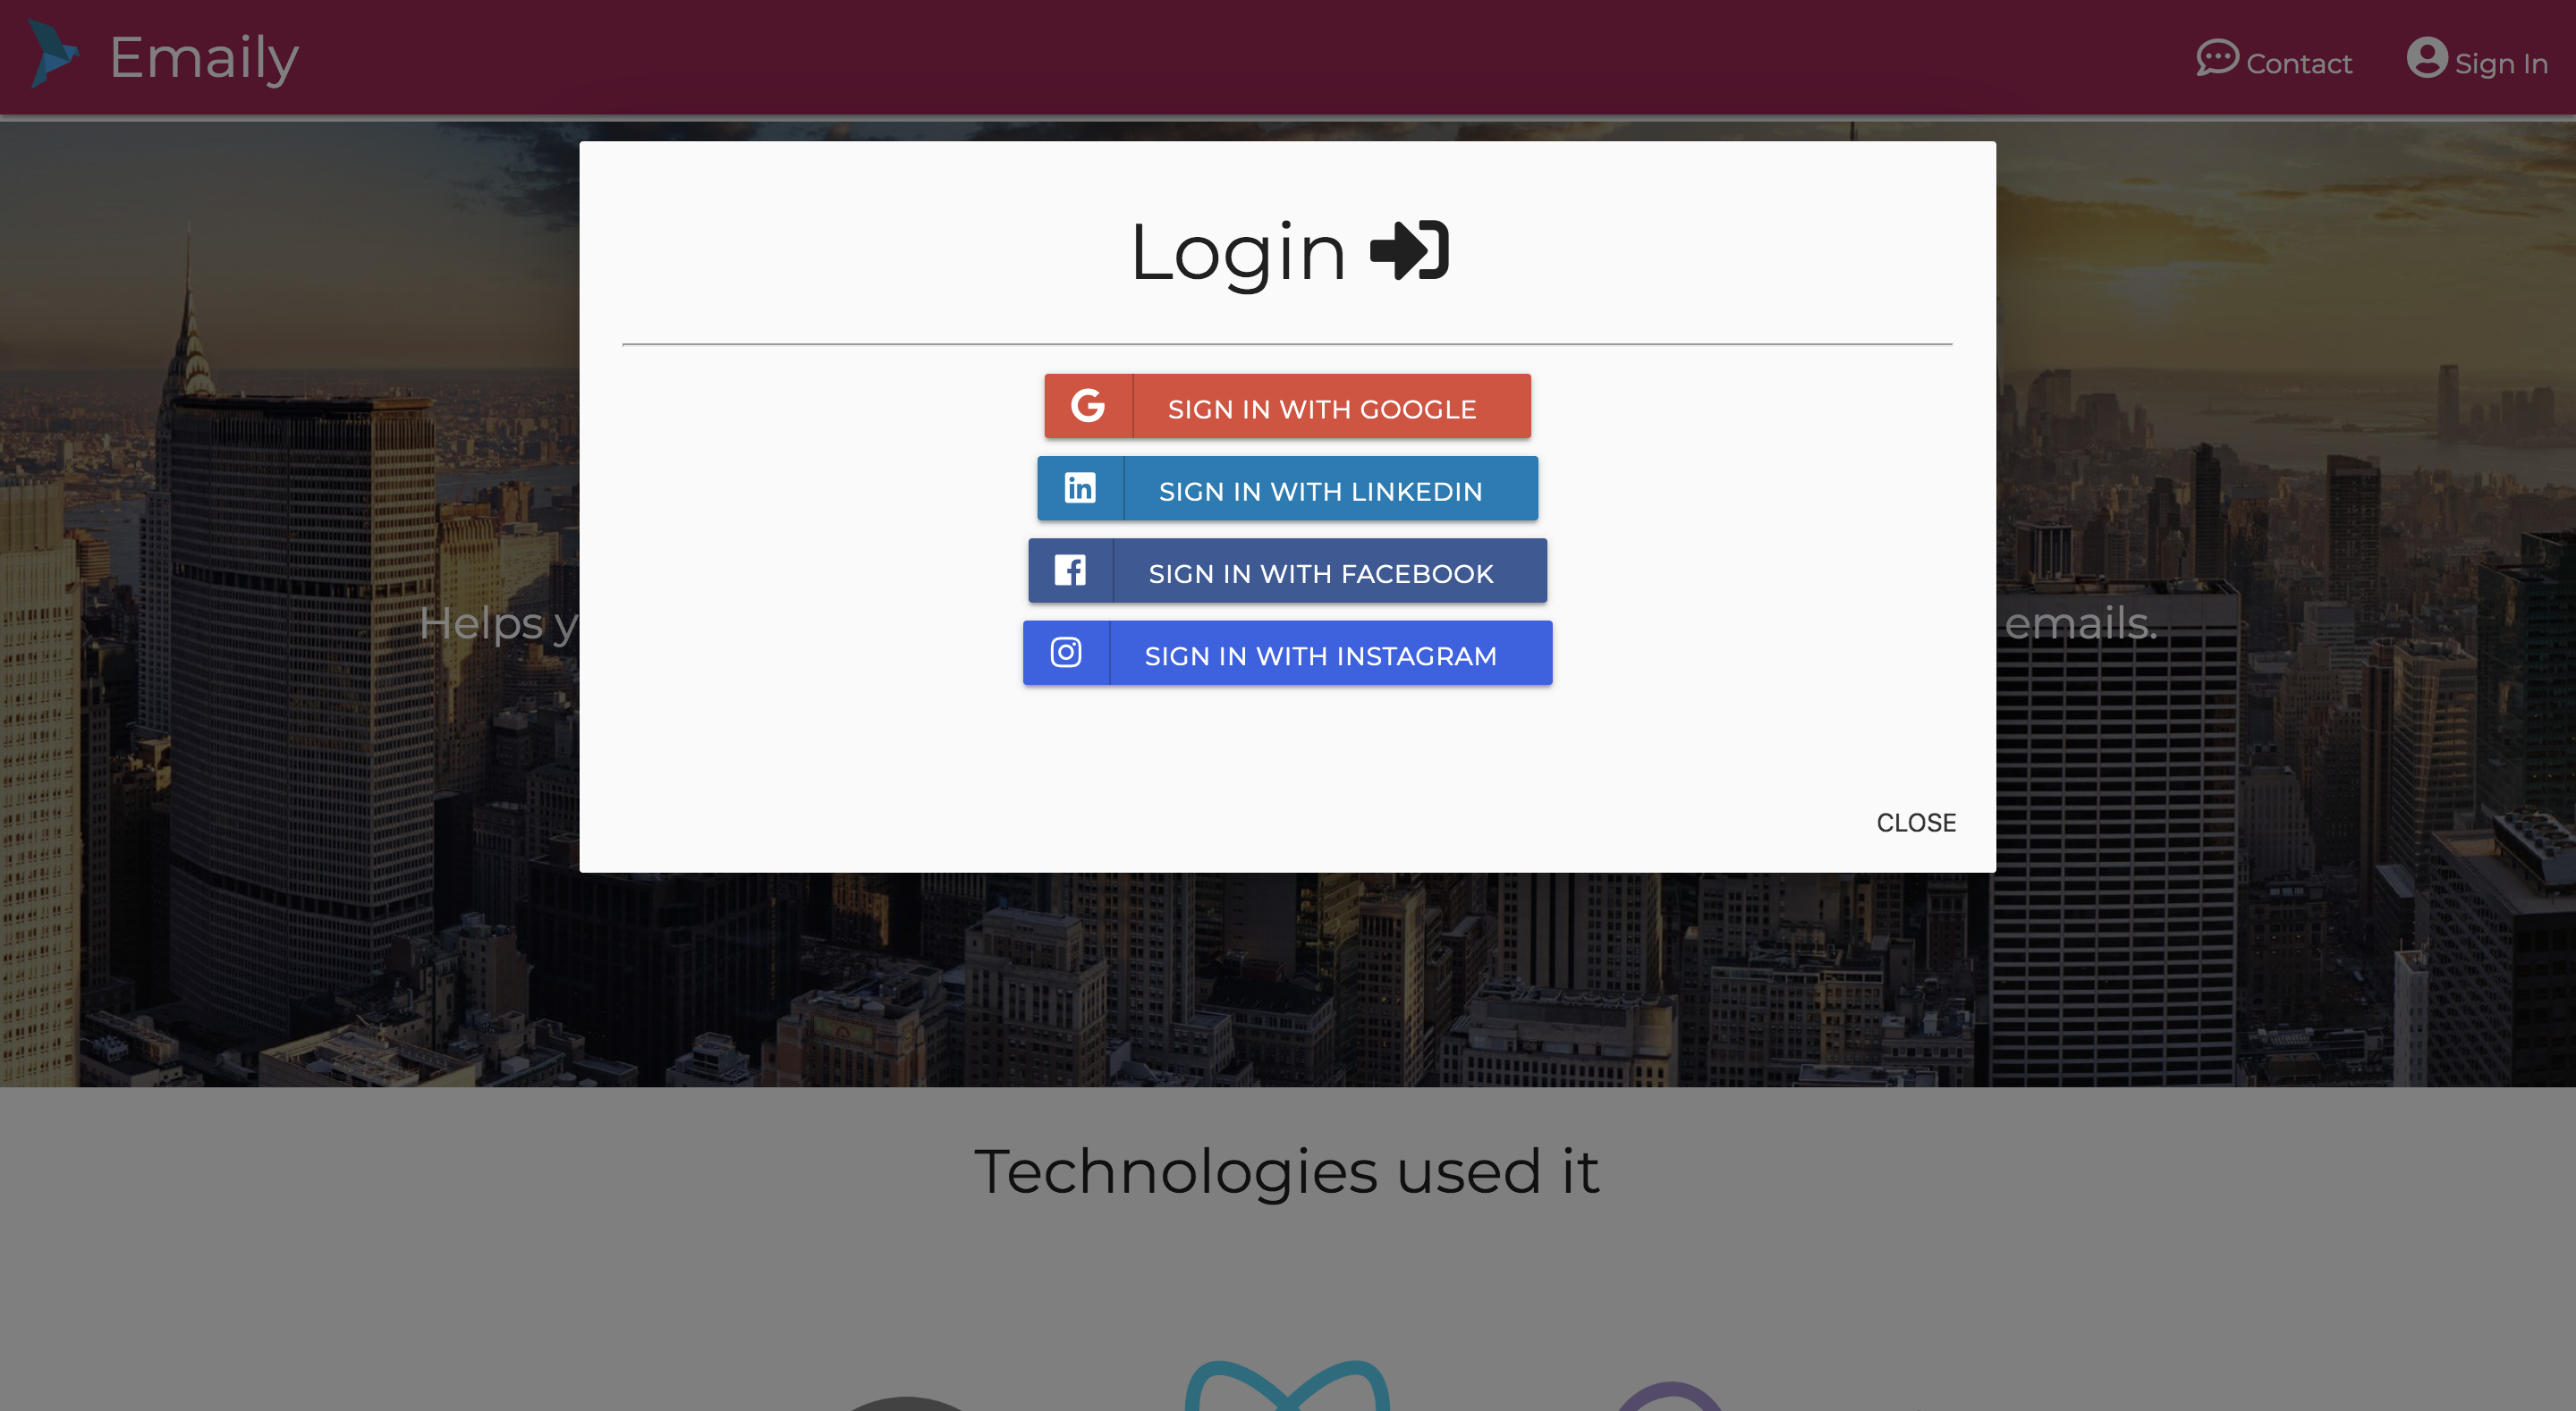 Emaily
Contact
Sign In
Login
SIGN IN WITH GOOGLE
SIGN IN WITH LINKEDIN
SIGN IN WITH FACEBOOK
SIGN IN WITH INSTAGRAM
Helps y
emails.
CLOSE
Technologies used it